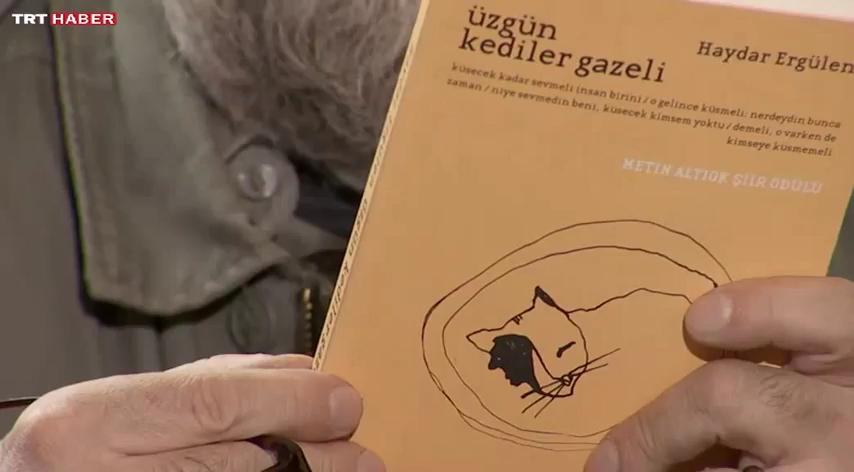 TRT HABER
üzgün
kediler gazeli
Haydar Ergülen
küsecek kadar sevmeli insan birini / o gelince küsmeli: nerdeydin bunca
zaman / niye sevmedin beni, küsecek kimsem yoktu / demeli, o varken de
kimseye küsmemeli
METİN ALTIOK ŞİİR ÖDÜLÜ